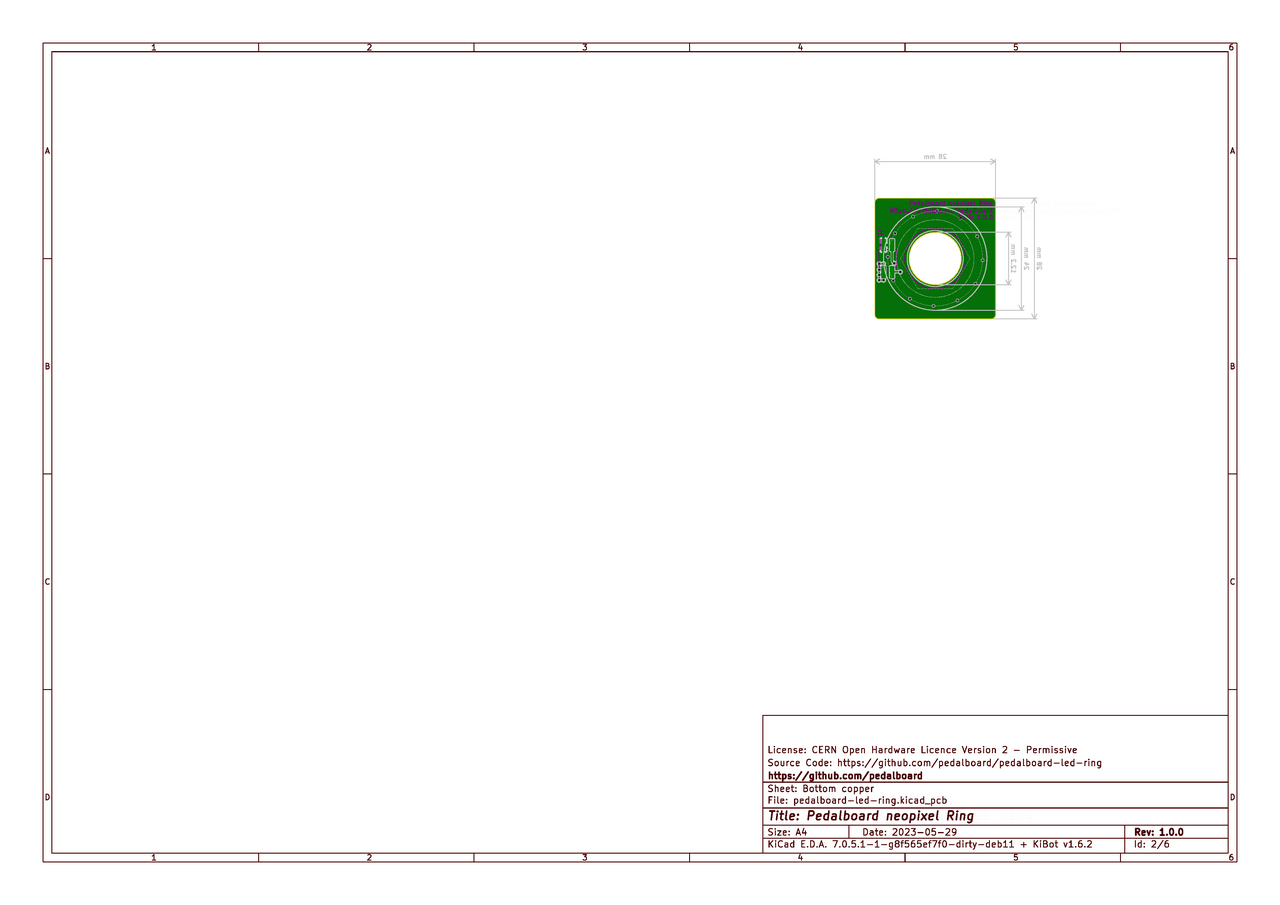 1 2 3 4 5 6
A A
28 mm
12.2 mm
24 mm
28 mm
B B
C C
License: CERN Open Hardware Licence Version 2 - Permissive
Source Code: https://github.com/pedalboard/pedalboard-led-ring
https://github.com/pedalboard
Sheet: Bottom copper
File: pedalboard-led-ring.kicad_pcb
D D
Title: Pedalboard neopixel Ring
Size: A4 Date: 2023-05-29 Rev: 1.0.0
KiCad E.D.A. 7.0.5.1-1-g8f565ef7f0-dirty-deb11 + KiBot v1.6.2 Id: 2/6
1 2 3 4 5 6